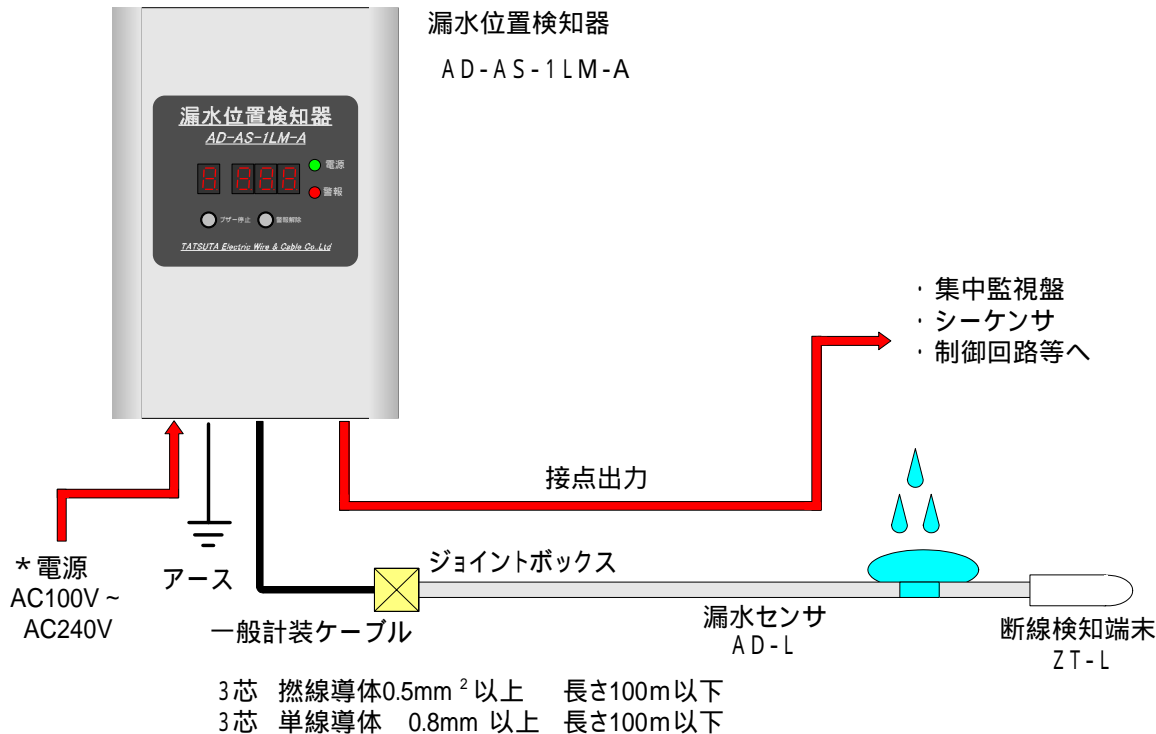 漏水位置検知器
AD-AS-1LM-A
漏水位置検知器
AD-AS-1LM-A
電源
警報
ブザー停止 警報解除
TATSUTA Electric Wire & Cable Co.,Ltd
・集中監視盤
・シーケンサ
・制御回路等へ
接点出力
*電源
AC100V~
AC240V
アース
ジョイントボックス
一般計装ケーブル
漏水センサ
AD-L
断線検知端末
ZT-L
3芯 撚線導体0.5mm²以上 長さ100m以下
3芯 単線導体 0.8mm 以上 長さ100m以下